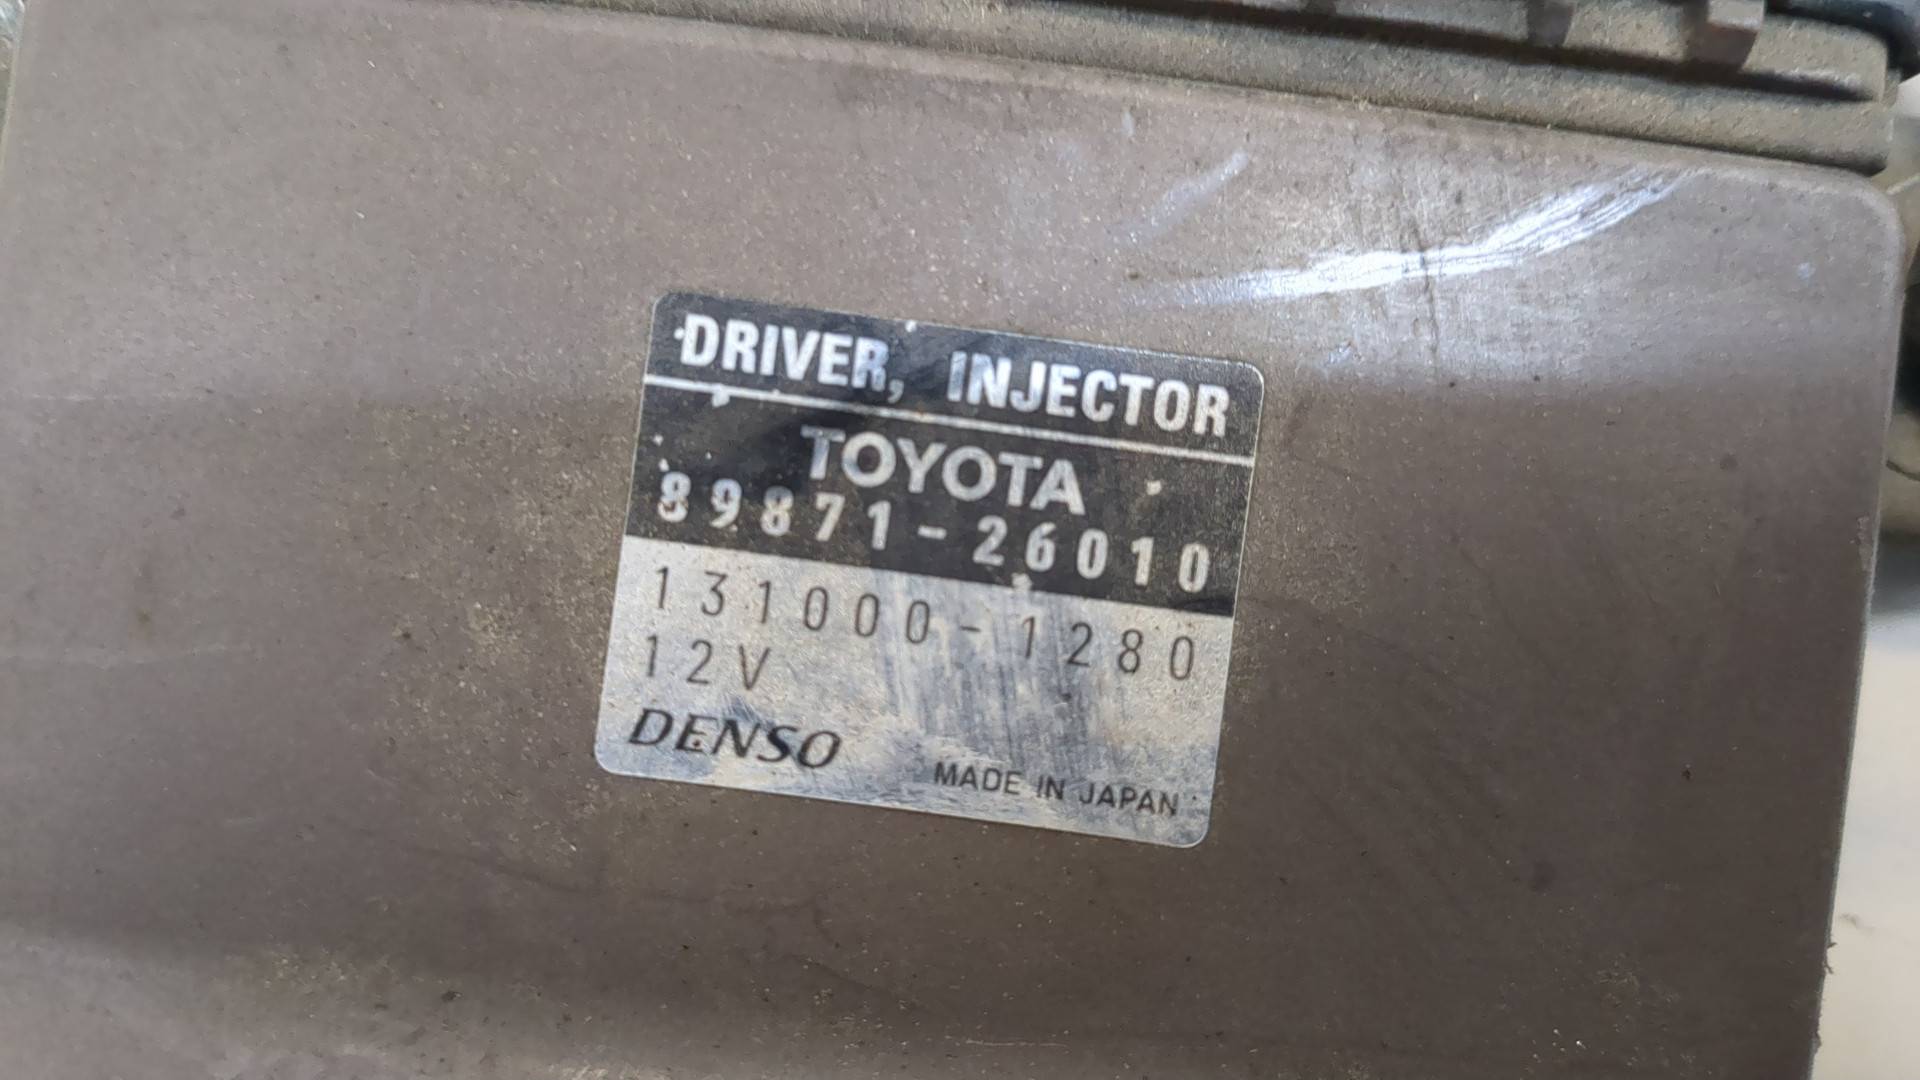 DRIVER, INJECTOR
TOYOTA
89871-26010
131000-1280
12V
DENSO
MADE IN JAPAN